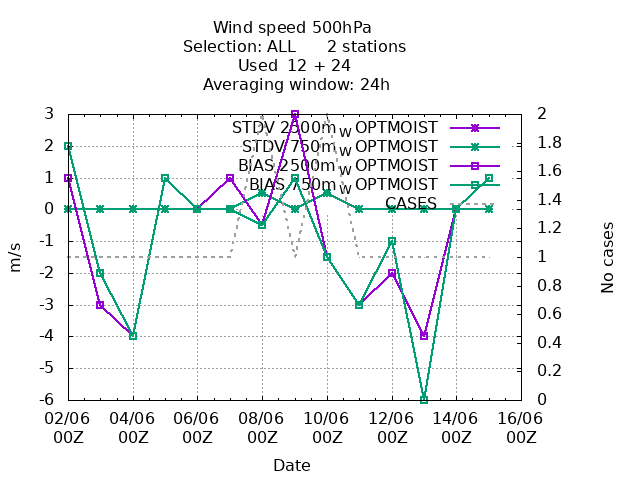 Wind speed 500hPa
Selection: ALL 2 stations
Used 12 + 24
Averaging window: 24h
STDV 2500m_W OPTMOIST
STDV 750m_W OPTMOIST
BIAS 2500m_W OPTMOIST
BIAS 750m_W OPTMOIST
CASES
3
2
1
0
-1
-2
-3
-4
-5
-6
m/s
2
1.8
1.6
1.4
1.2
1
0.8
0.6
0.4
0.2
0
No cases
02/06 04/06 06/06 08/06 10/06 12/06 14/06 16/06
00Z 00Z 00Z 00Z 00Z 00Z 00Z 00Z
Date